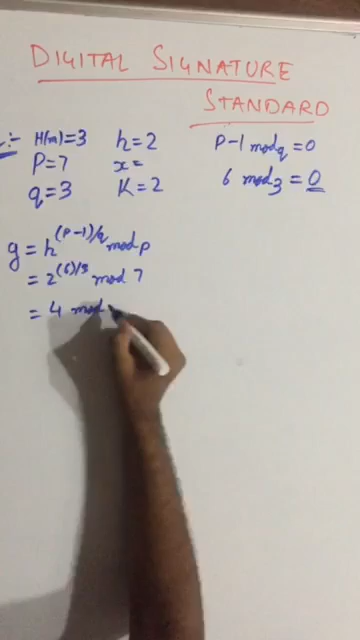 DIGITAL SIGNATURE
STANDARD
:- H(m)=3 h=2 P-1 mod q =0
P=7 x= 6 mod 3 = 0
q=3 K=2
g = h^(P-1)/q mod p
= 2^(6)/3 mod 7
= 4 mod